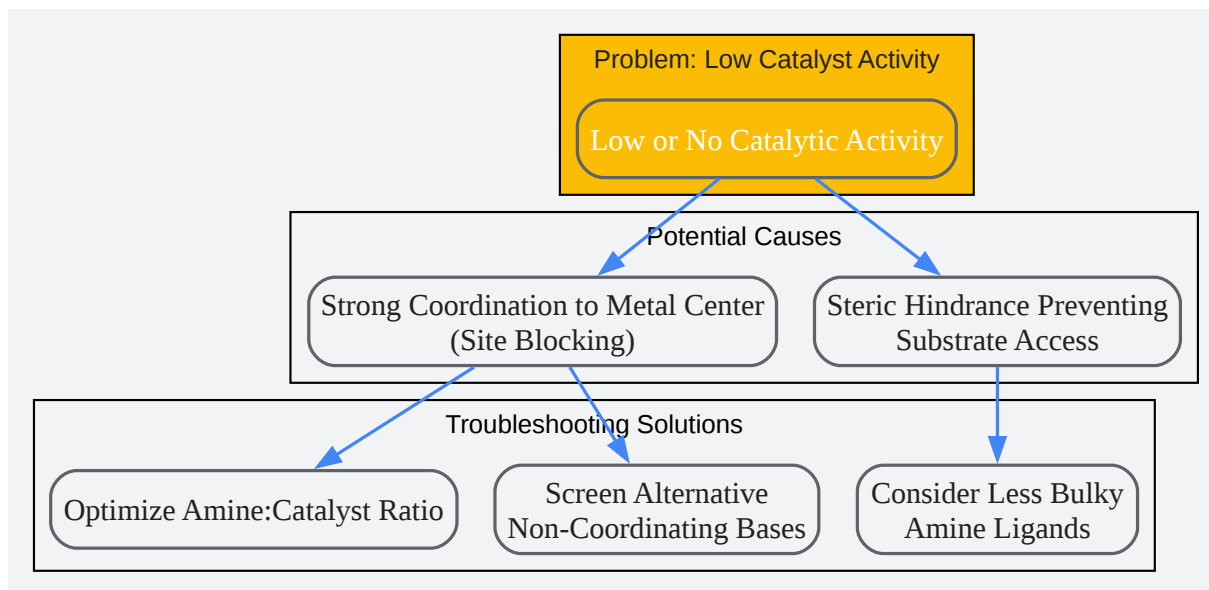 Problem: Low Catalyst Activity
Low or No Catalytic Activity
Potential Causes
Strong Coordination to Metal Center
(Site Blocking)
Steric Hindrance Preventing
Substrate Access
Troubleshooting Solutions
Optimize Amine:Catalyst Ratio
Screen Alternative
Non-Coordinating Bases
Consider Less Bulky
Amine Ligands